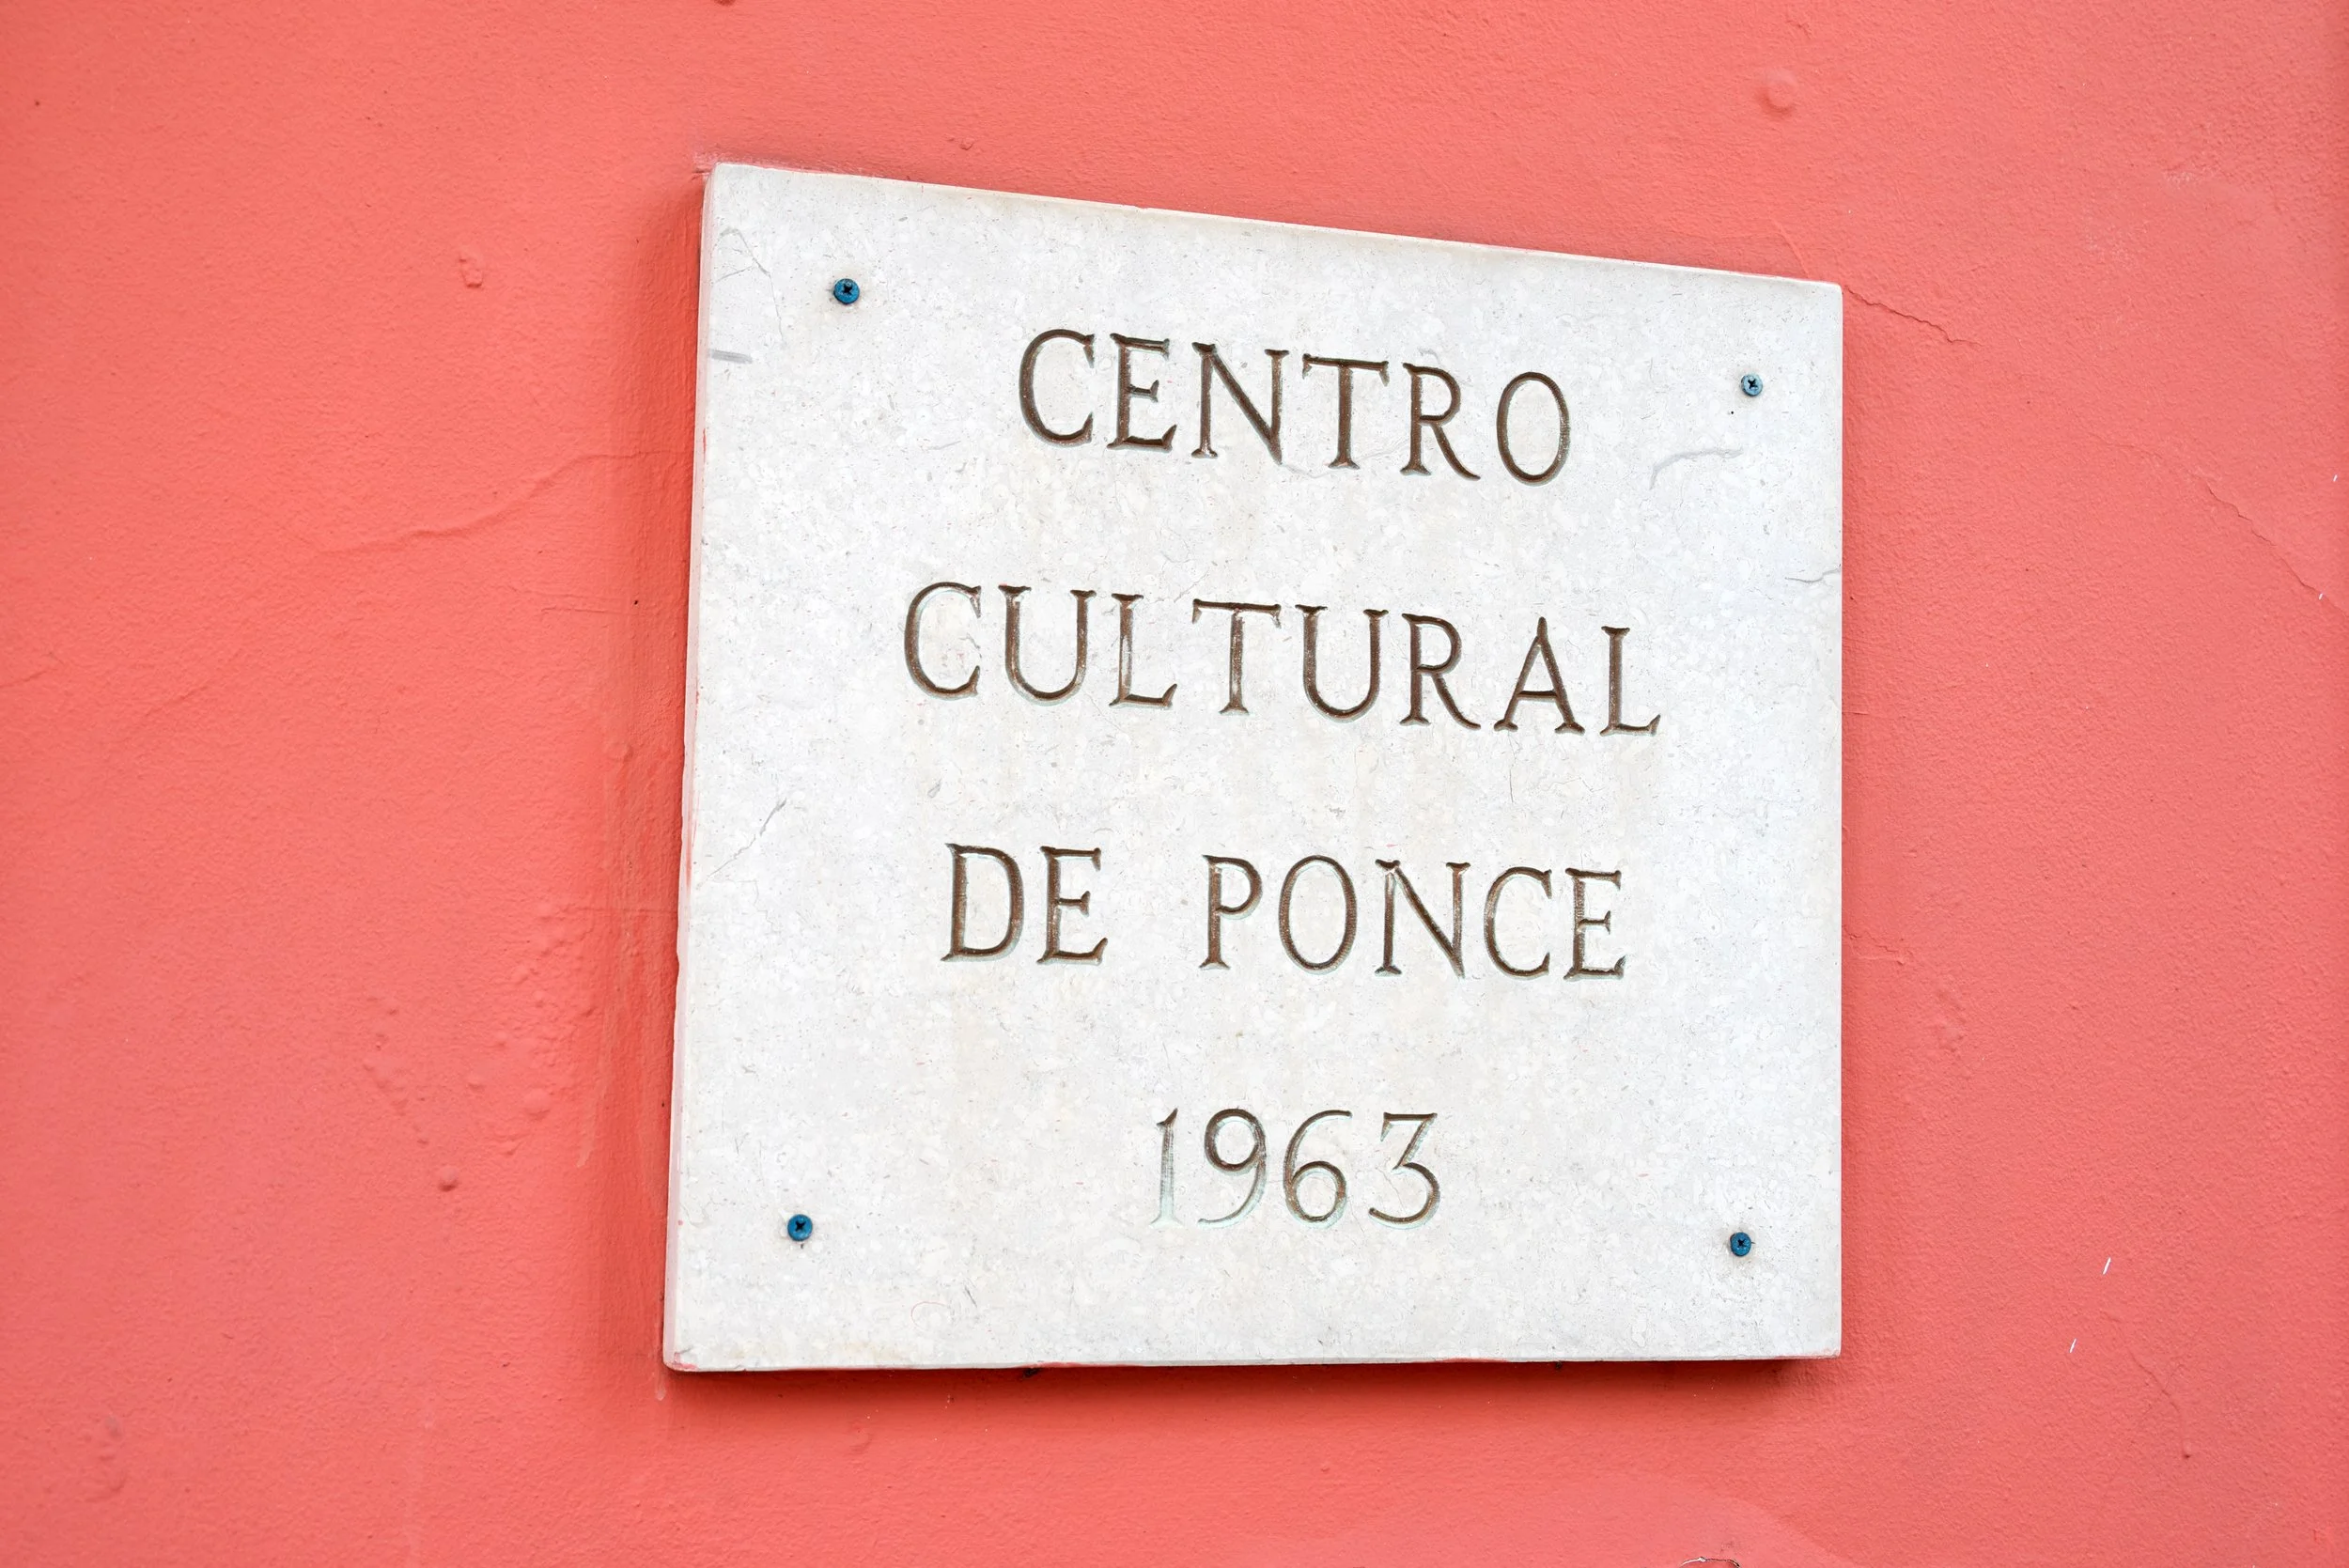 CENTRO
CULTURAL
DE PONCE
1963